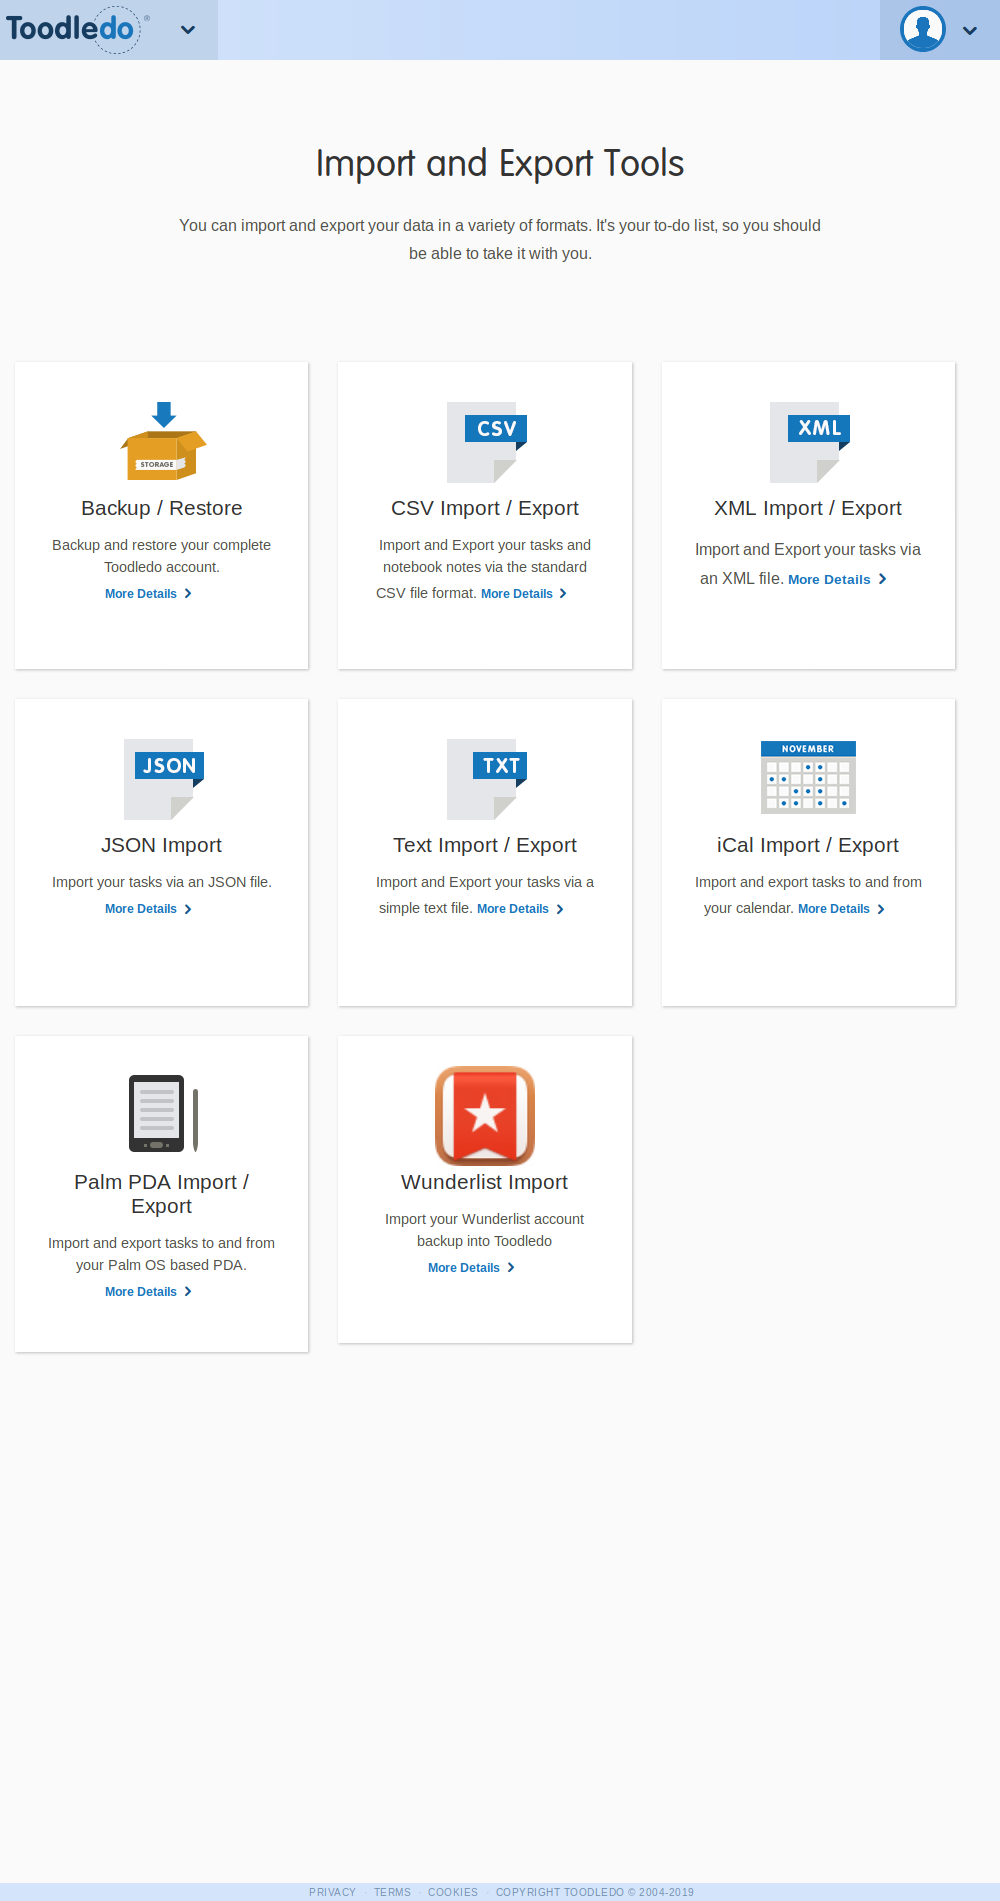 Toodledo ®
Import and Export Tools
You can import and export your data in a variety of formats. It's your to-do list, so you should
be able to take it with you.
STORAGE
Backup / Restore
Backup and restore your complete
Toodledo account.
More Details
CSV
CSV Import / Export
Import and Export your tasks and
notebook notes via the standard
CSV file format. More Details
XML
XML Import / Export
Import and Export your tasks via
an XML file. More Details
JSON
JSON Import
Import your tasks via an JSON file.
More Details
TXT
Text Import / Export
Import and Export your tasks via a
simple text file. More Details
NOVEMBER
iCal Import / Export
Import and export tasks to and from
your calendar. More Details
Palm PDA Import /
Export
Import and export tasks to and from
your Palm OS based PDA.
More Details
Wunderlist Import
Import your Wunderlist account
backup into Toodledo
More Details
PRIVACY · TERMS · COOKIES · COPYRIGHT TOODLEDO © 2004-2019